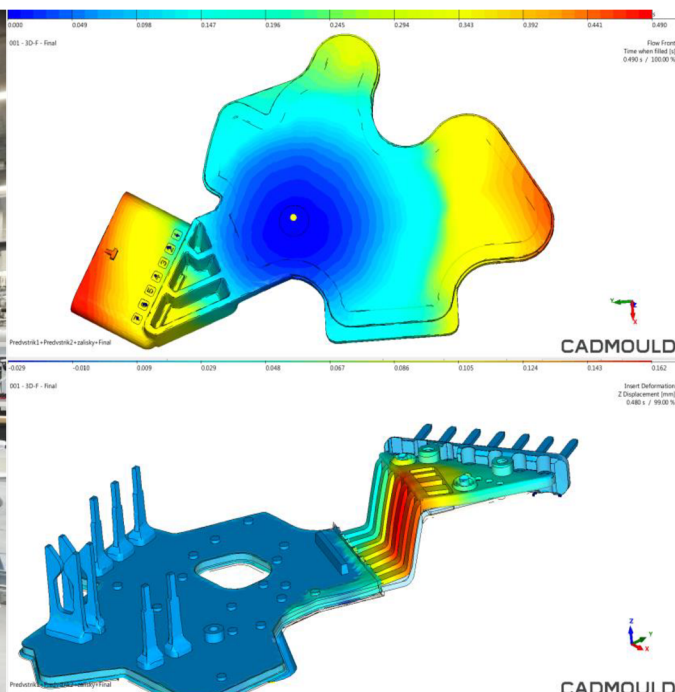 0.000 0.049 0.098 0.147 0.196 0.245 0.294 0.343 0.392 0.441 0.490
001 - 3D-F - Final
Flow Front
Time when filled [s]
0.490 s / 100.00 %
Predvstrik1+Predvstrik2+zalisky+Final
CADMOULD
-0.029 -0.010 0.009 0.029 0.048 0.067 0.086 0.105 0.124 0.143 0.162
001 - 3D-F - Final
Insert Deformation
Z Displacement [mm]
0.480 s / 99.00 %
Z
Y
X
CADMOULD